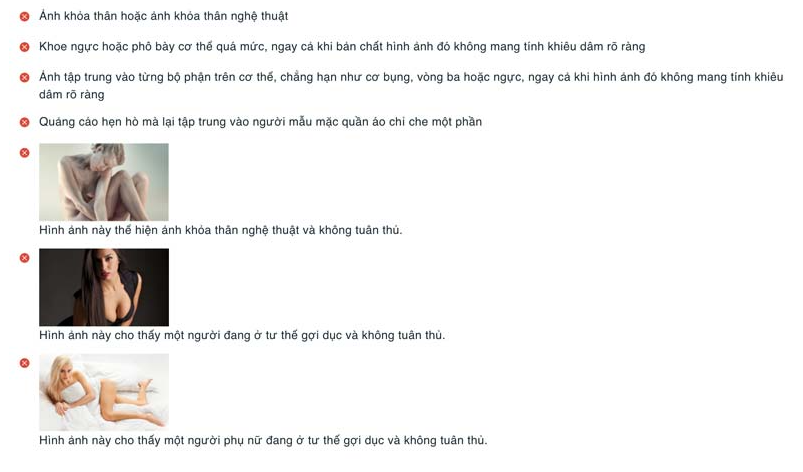 Ảnh khỏa thân hoặc ảnh khỏa thân nghệ thuật
Khoe ngực hoặc phô bày cơ thể quá mức, ngay cả khi bản chất hình ảnh đó không mang tính khiêu dâm rõ ràng
Ảnh tập trung vào từng bộ phận trên cơ thể, chẳng hạn như cơ bụng, vòng ba hoặc ngực, ngay cả khi hình ảnh đó không mang tính khiêu
dâm rõ ràng
Quảng cáo hẹn hò mà lại tập trung vào người mẫu mặc quần áo chỉ che một phần
Hình ảnh này thể hiện ảnh khỏa thân nghệ thuật và không tuân thủ.
Hình ảnh này cho thấy một người đang ở tư thế gợi dục và không tuân thủ.
Hình ảnh này cho thấy một người phụ nữ đang ở tư thế gợi dục và không tuân thủ.